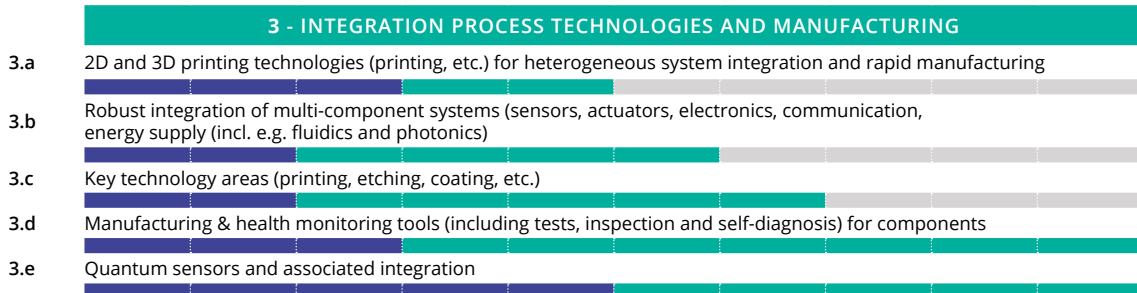 3 - INTEGRATION PROCESS TECHNOLOGIES AND MANUFACTURING
3.a 2D and 3D printing technologies (printing, etc.) for heterogeneous system integration and rapid manufacturing
3.b Robust integration of multi-component systems (sensors, actuators, electronics, communication,
energy supply (incl. e.g. fluidics and photonics)
3.c Key technology areas (printing, etching, coating, etc.)
3.d Manufacturing & health monitoring tools (including tests, inspection and self-diagnosis) for components
3.e Quantum sensors and associated integration